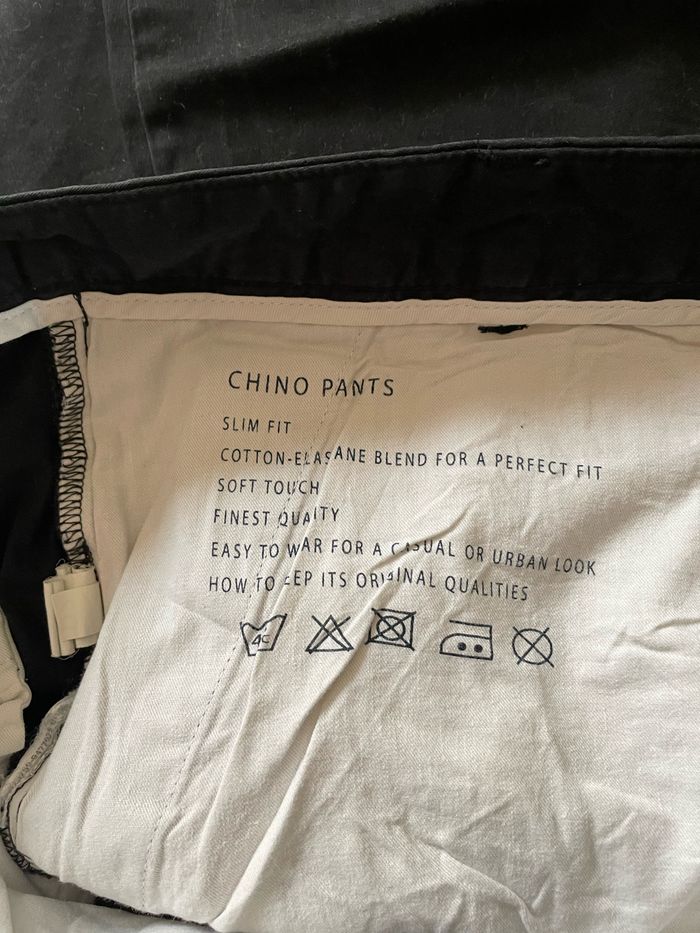 CHINO PANTS
SLIM FIT
COTTON-ELASANE BLEND FOR A PERFECT FIT
SOFT TOUCH
FINEST QUALITY
EASY TO WAR FOR A CASUAL OR URBAN LOOK
HOW TO EEP ITS ORIGINAL QUALITIES